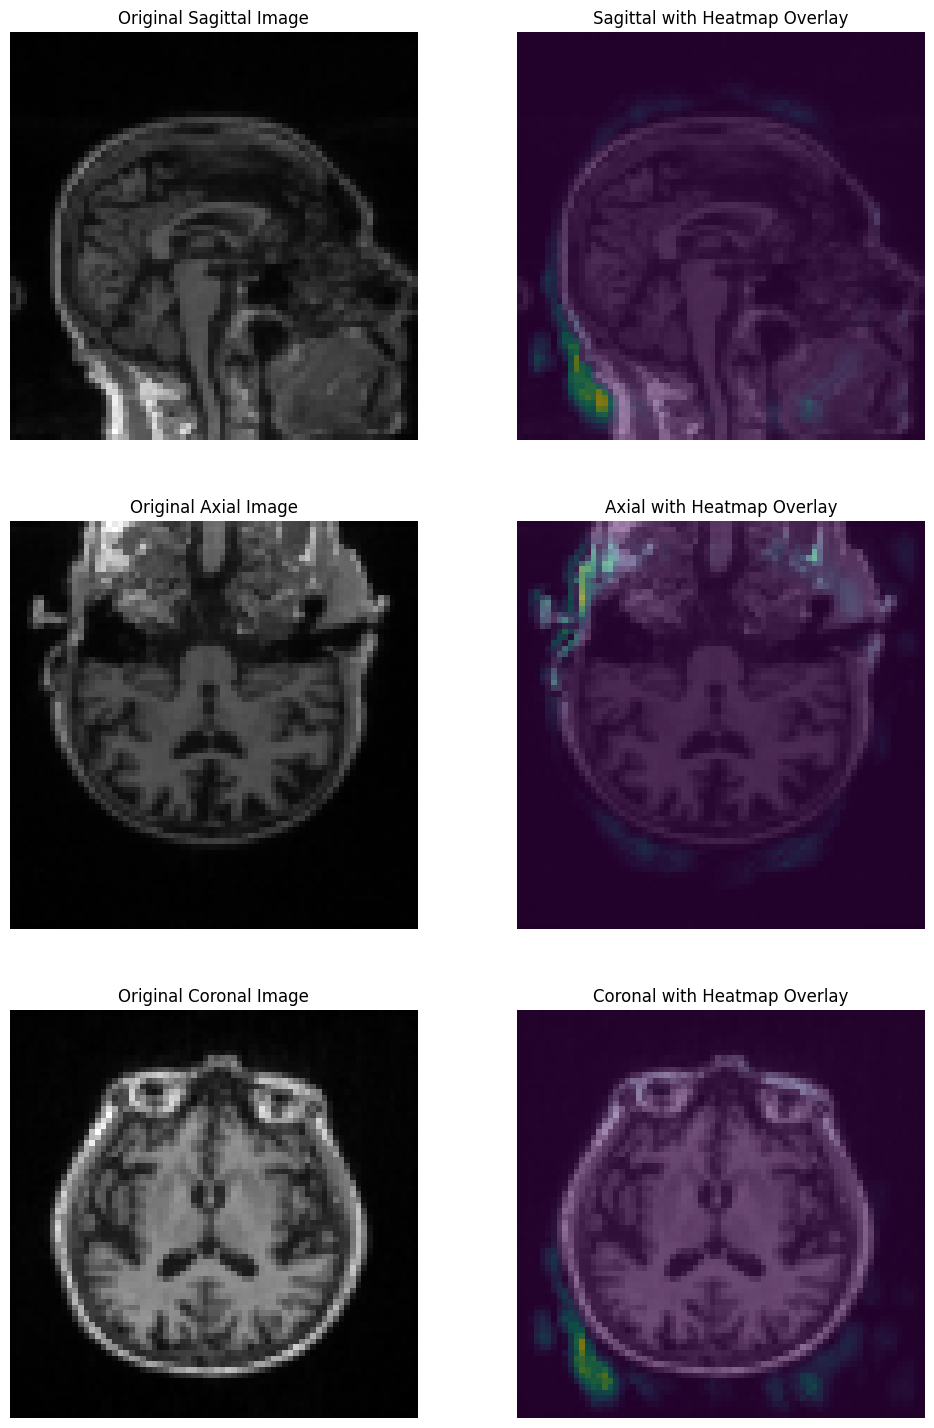 Original Sagittal Image
Sagittal with Heatmap Overlay
Original Axial Image
Axial with Heatmap Overlay
Original Coronal Image
Coronal with Heatmap Overlay